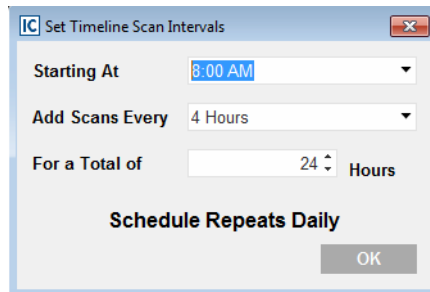 IC Set Timeline Scan Intervals
Starting At 8:00 AM
Add Scans Every 4 Hours
For a Total of 24 Hours
Schedule Repeats Daily
OK